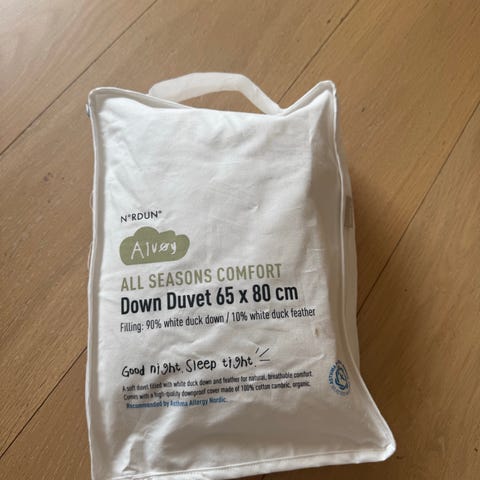 N°RDUN°
Alvøy
ALL SEASONS COMFORT
Down Duvet 65 x 80 cm
Filling: 90% white duck down / 10% white duck feather
Good night. Sleep tight!
A soft duvet filled with white duck down and feather for natural, breathable comfort.
Comes with a high-quality downproof cover made of 100% cotton cambric, organic.
Recommended by Asthma Allergy Nordic.